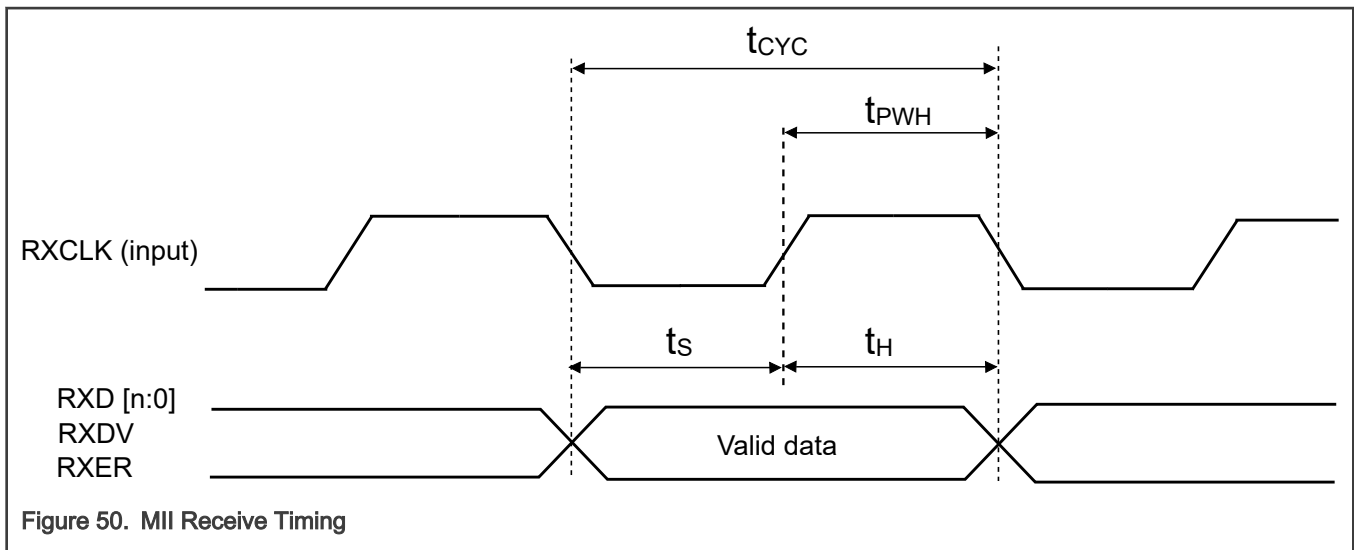 tCYC
tPWH
RXCLK (input)
tS
tH
RXD [n:0]
RXDV
Valid data
RXER
Figure 50. MII Receive Timing